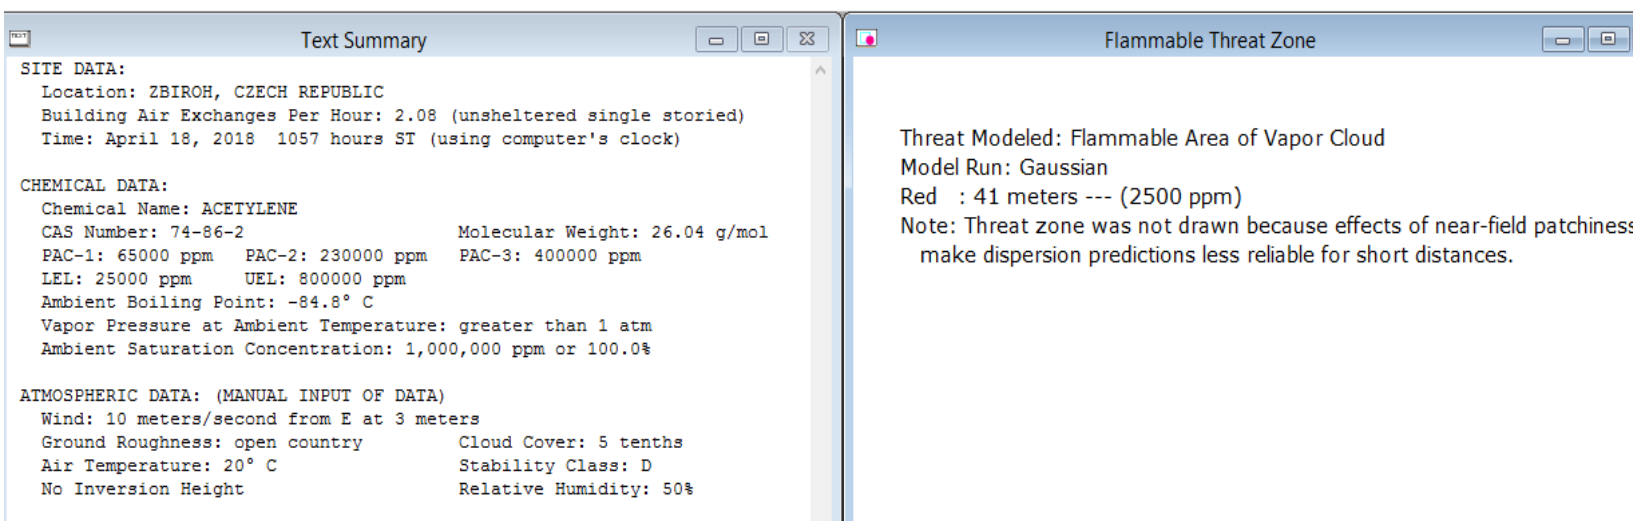 Text Summary
SITE DATA:
Location: ZBIROH, CZECH REPUBLIC
Building Air Exchanges Per Hour: 2.08 (unsheltered single storied)
Time: April 18, 2018  1057 hours ST (using computer's clock)
CHEMICAL DATA:
Chemical Name: ACETYLENE
CAS Number: 74-86-2 Molecular Weight: 26.04 g/mol
PAC-1: 65000 ppm PAC-2: 230000 ppm PAC-3: 400000 ppm
LEL: 25000 ppm UEL: 800000 ppm
Ambient Boiling Point: -84.8° C
Vapor Pressure at Ambient Temperature: greater than 1 atm
Ambient Saturation Concentration: 1,000,000 ppm or 100.0%
ATMOSPHERIC DATA: (MANUAL INPUT OF DATA)
Wind: 10 meters/second from E at 3 meters
Ground Roughness: open country Cloud Cover: 5 tenths
Air Temperature: 20° C Stability Class: D
No Inversion Height Relative Humidity: 50%
Flammable Threat Zone
Threat Modeled: Flammable Area of Vapor Cloud
Model Run: Gaussian
Red : 41 meters --- (2500 ppm)
Note: Threat zone was not drawn because effects of near-field patchiness
make dispersion predictions less reliable for short distances.